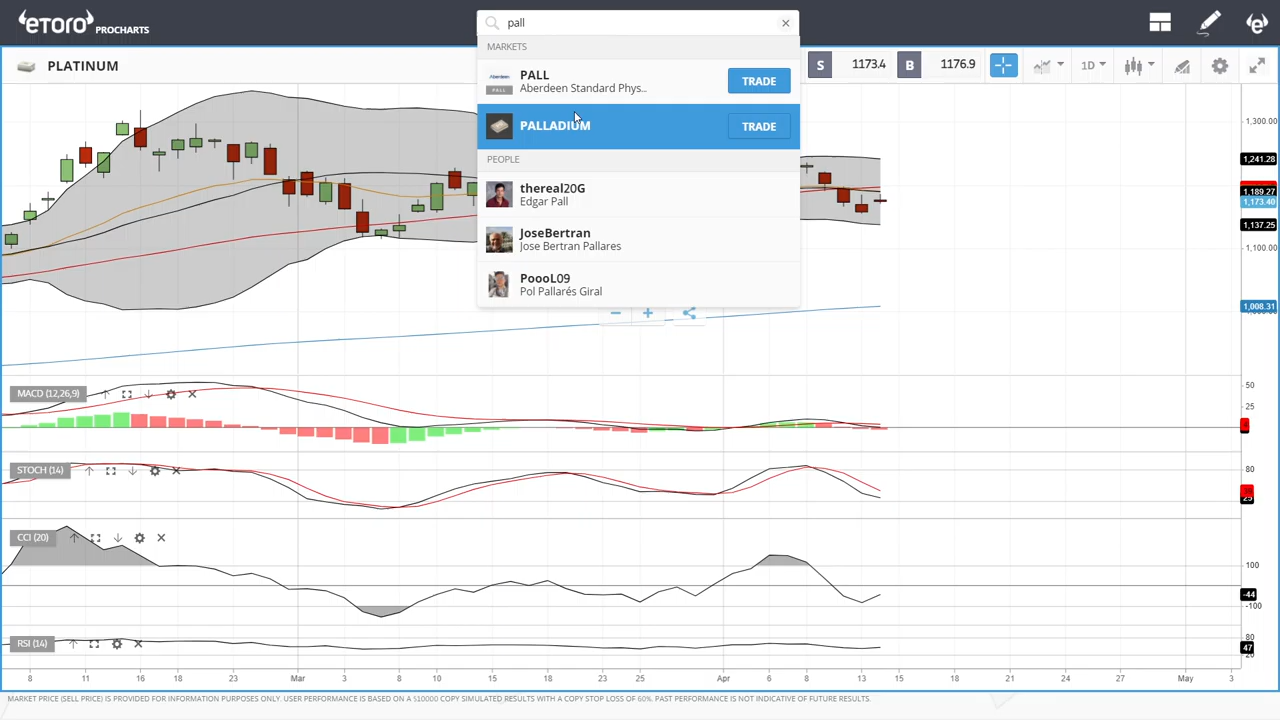 etoro PROCHARTS
pall
MARKETS
PLATINUM
S 1173.4 B 1176.9 1D
PALL
Aberdeen Standard Phys..
TRADE
Aberdeen
PALL
PALLADIUM
TRADE
PEOPLE
thereal20G
Edgar Pall
JoseBertran
Jose Bertran Pallares
PoooL09
Pol Pallarés Giral
1,300.00
1,241.28
1,189.27
1,173.40
1,137.25
1,100.00
1,008.31
MACD (12,26,9)
50
25
STOCH (14)
80
25
CCI (20)
100
-44
-100
RSI (14)
80
47
20
8 11 16 18 23 Mar 3 8 10 15 18 23 25 Apr 6 8 13 15 18 21 24 27 May 3
MARKET PRICE (SELL PRICE) IS PROVIDED FOR INFORMATION PURPOSES ONLY. USER PERFORMANCE IS BASED ON A $10000 COPY SIMULATED RESULTS WITH A COPY STOP LOSS OF 60%. PAST PERFORMANCE IS NOT INDICATIVE OF FUTURE RESULTS.